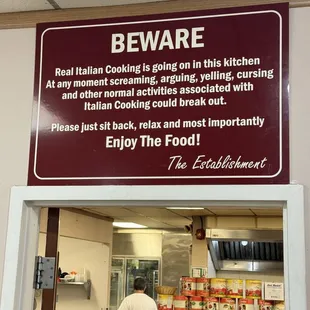 BEWARE
Real Italian Cooking is going on in this kitchen
At any moment screaming, arguing, yelling, cursing
and other normal activities associated with
Italian Cooking could break out.
Please just sit back, relax and most importantly
Enjoy The Food!
The Establishment